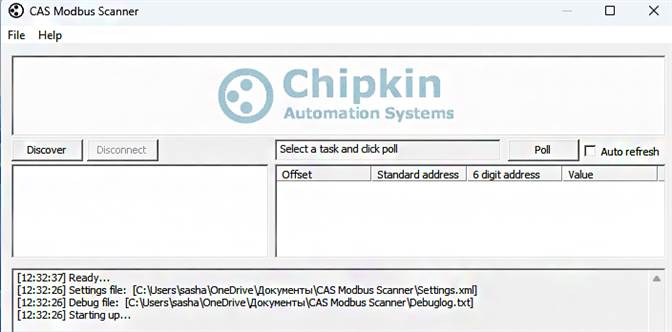 CAS Modbus Scanner
File Help
Chipkin
Automation Systems
Discover Disconnect Select a task and click poll Poll Auto refresh
Offset Standard address 6 digit address Value
[12:32:37] Ready...
[12:32:26] Settings file: [C:\Users\sasha\OneDrive\Документы\CAS Modbus Scanner\Settings.xml]
[12:32:26] Debug file: [C:\Users\sasha\OneDrive\Документы\CAS Modbus Scanner\Debuglog.txt]
[12:32:26] Starting up...